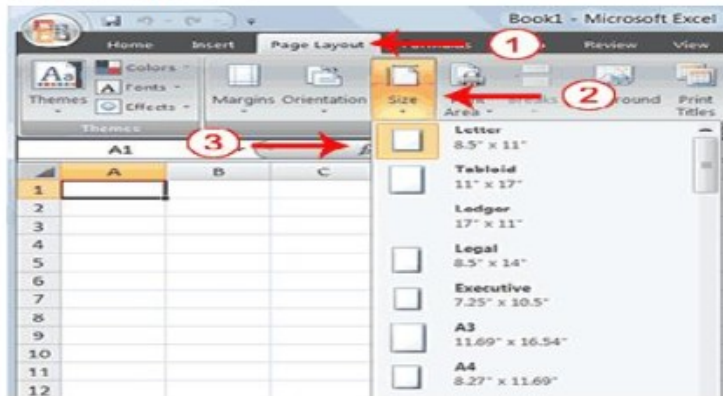 Book1 - Microsoft Excel
Home Insert Page Layout 1 Review View
Colors
Fonts
Effects
Themes Margins Orientation Size 2 Print
Area Titles
Themes
3
A1
A B C
1
2
3
4
5
6
7
8
9
10
11
12
Letter
8.5" x 11"
Tabloid
11" x 17"
Ledger
17" x 11"
Legal
8.5" x 14"
Executive
7.25" x 10.5"
A3
11.69" x 16.54"
A4
8.27" x 11.69"